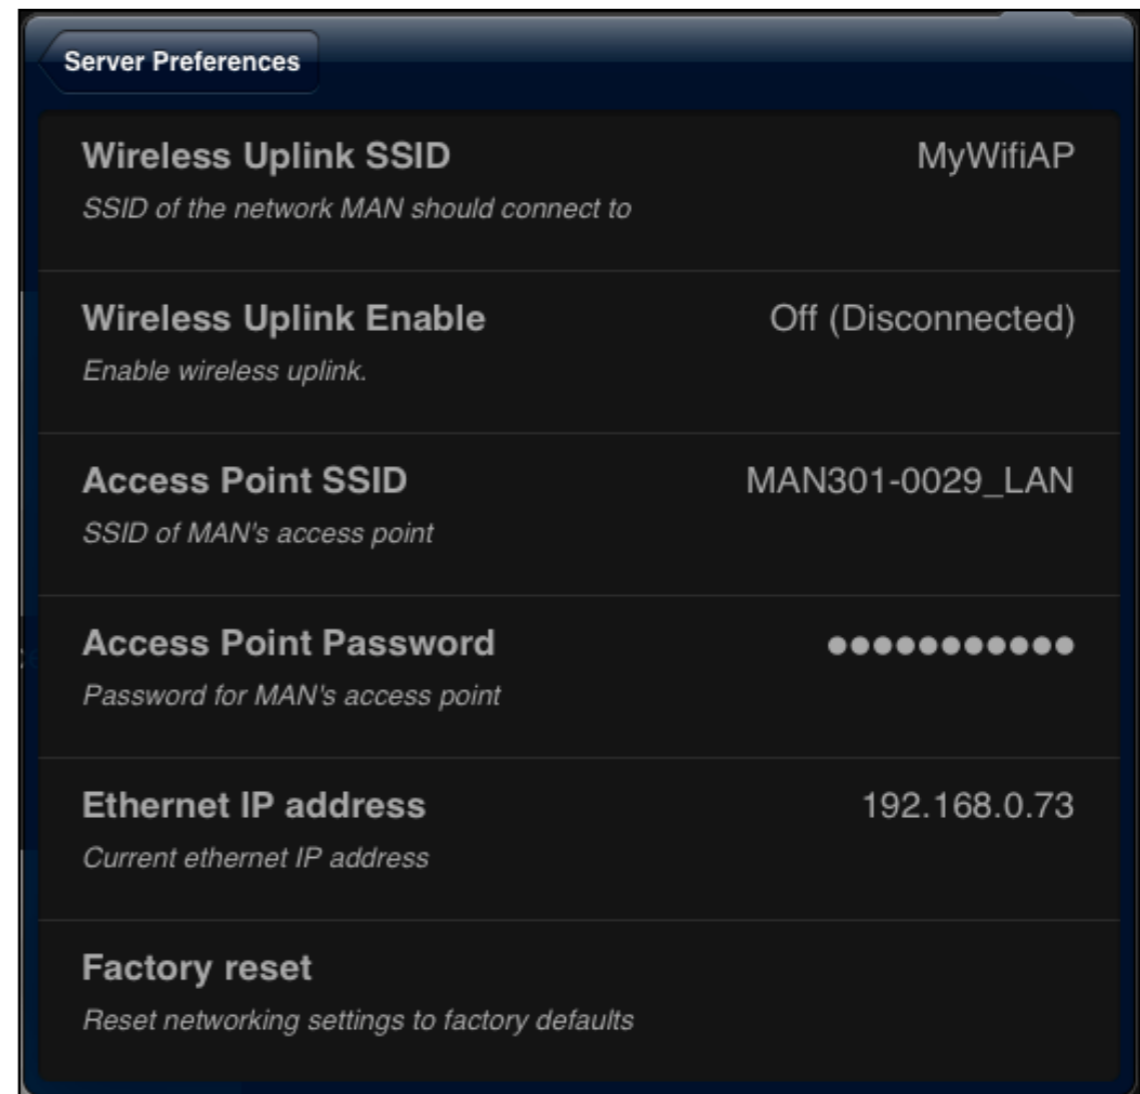 Server Preferences
Wireless Uplink SSID MyWifiAP
SSID of the network MAN should connect to
Wireless Uplink Enable Off (Disconnected)
Enable wireless uplink.
Access Point SSID MAN301-0029_LAN
SSID of MAN's access point
Access Point Password ●●●●●●●●●●●
Password for MAN's access point
Ethernet IP address 192.168.0.73
Current ethernet IP address
Factory reset
Reset networking settings to factory defaults